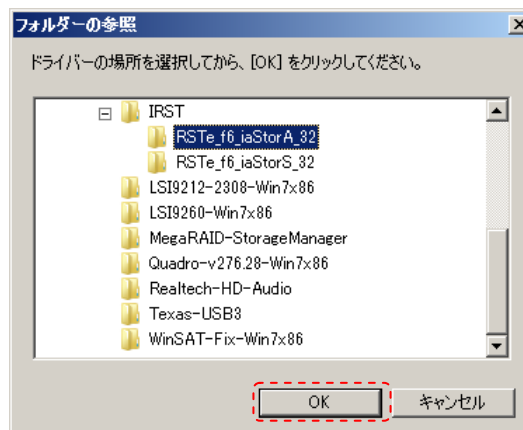 フォルダーの参照
ドライバーの場所を選択してから、[OK] をクリックしてください。
IRST
RSTe_f6_iaStorA_32
RSTe_f6_iaStorS_32
LSI9212-2308-Win7x86
LSI9260-Win7x86
MegaRAID-StorageManager
Quadro-v276.28-Win7x86
Realtech-HD-Audio
Texas-USB3
WinSAT-Fix-Win7x86
OK キャンセル